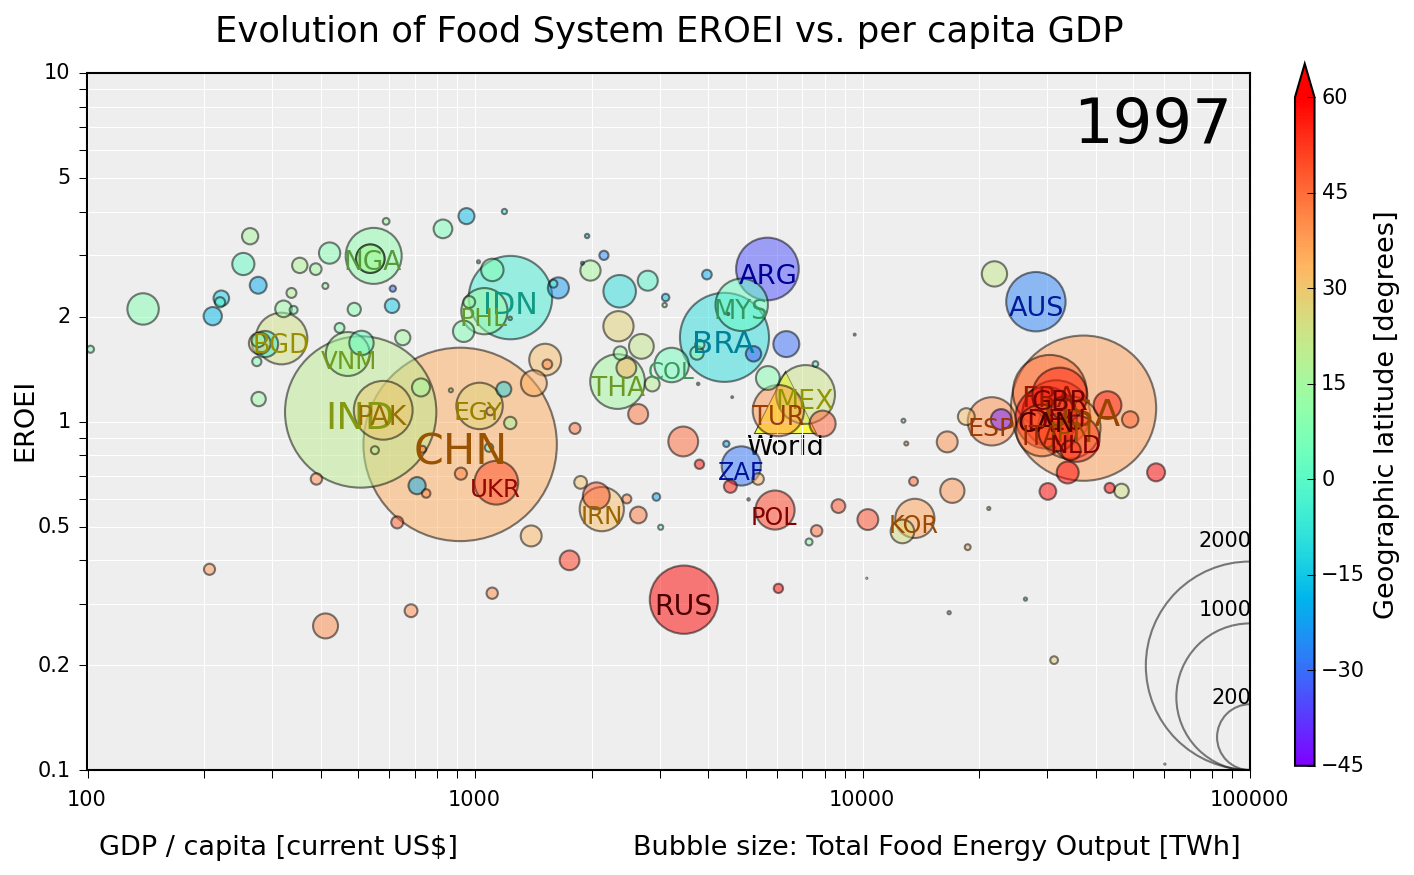 Evolution of Food System EROEI vs. per capita GDP
1997
10
5
2
1
0.5
0.2
0.1
EROEI
100
1000
10000
100000
GDP / capita [current US$]
Bubble size: Total Food Energy Output [TWh]
NGA
IDN
PHL
BGD
VNM
IND
PAK
EGY
CHN
UKR
IRN
THA
COL
ARG
MYS
BRA
MEX
TUR
World
ZAF
POL
RUS
KOR
ESP
AUS
CAN
NLD
2000
1000
200
60
45
30
15
0
−15
−30
−45
Geographic latitude [degrees]